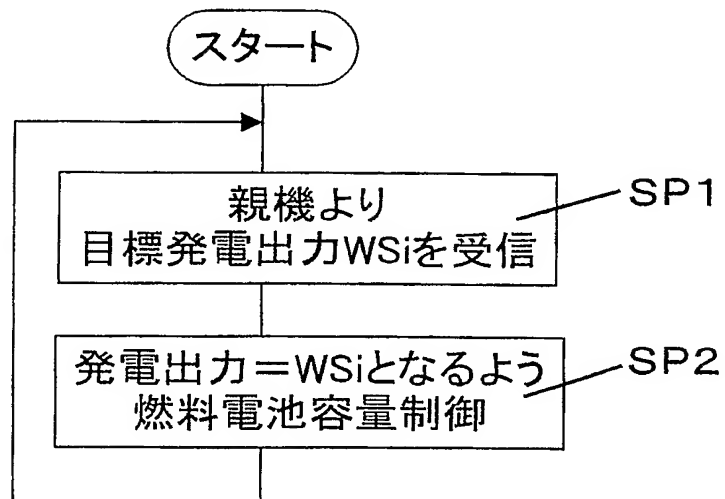 スタート
親機より
目標発電出力WSiを受信
SP1
発電出力=WSiとなるよう
燃料電池容量制御
SP2